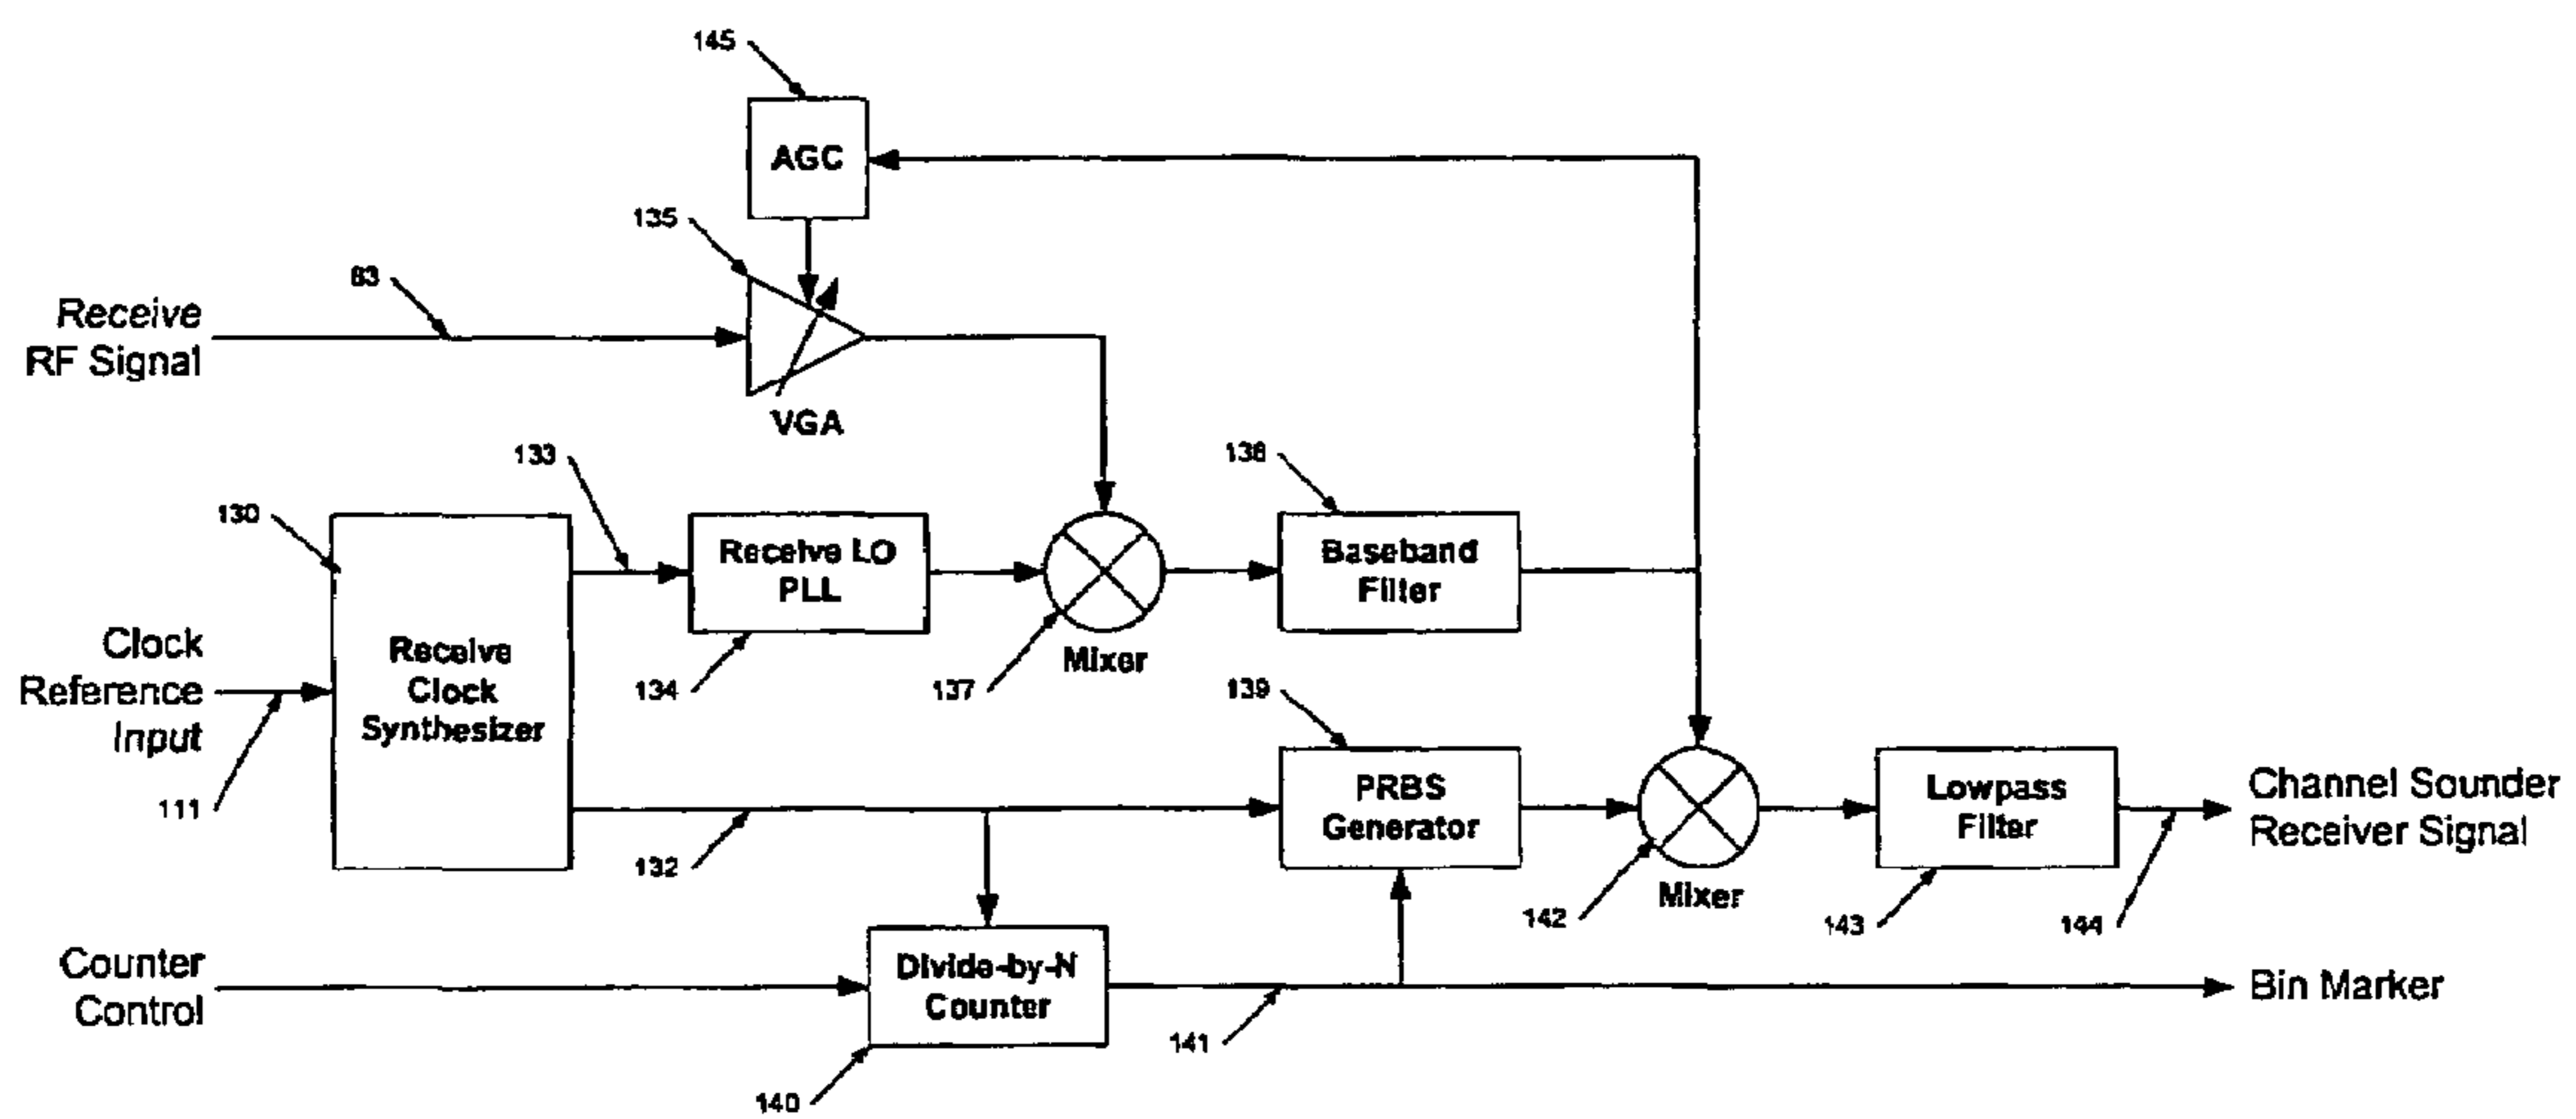 145
AGC
135
83
Receive
RF Signal
VGA
133
138
130
Receive LO
PLL
Baseband
Filter
Clock
Reference
Input
Receive
Clock
Synthesizer
134
137
Mixer
139
111
PRBS
Generator
Lowpass
Filter
Channel Sounder
Receiver Signal
132
142
Mixer
143
144
Counter
Control
Divide-by-N
Counter
Bin Marker
141
140